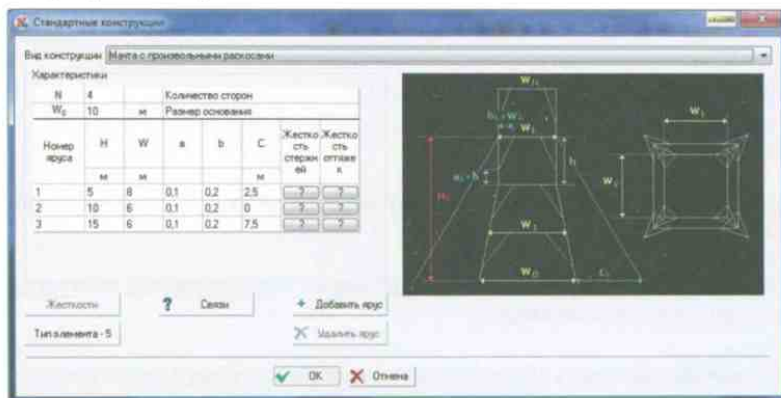 Стандартные конструкции
Вид конструкции Мачта с произвольными раскосами
Характеристики
N 4 Количество сторон
W₀ 10 м Размер основания
Номер яруса H W a b C Жесткость стержней Жесткость оттяжек
м м м
1 5 8 0,1 0,2 2,5 ? ?
2 10 6 0,1 0,2 0 ? ?
3 15 6 0,1 0,2 7,5 ? ?
Жесткости ? Связи + Добавить ярус
Тип элемента - 5 Удалить ярус
OK Отмена
W₁
W₁